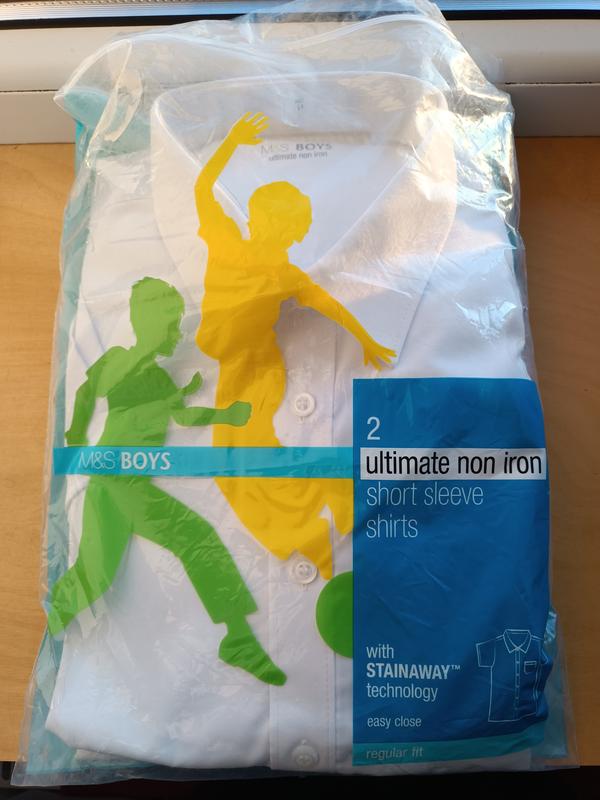 M&S BOYS
ultimate non iron
M&S BOYS
2
ultimate non iron
short sleeve
shirts
with
STAINAWAY™
technology
easy close
regular fit